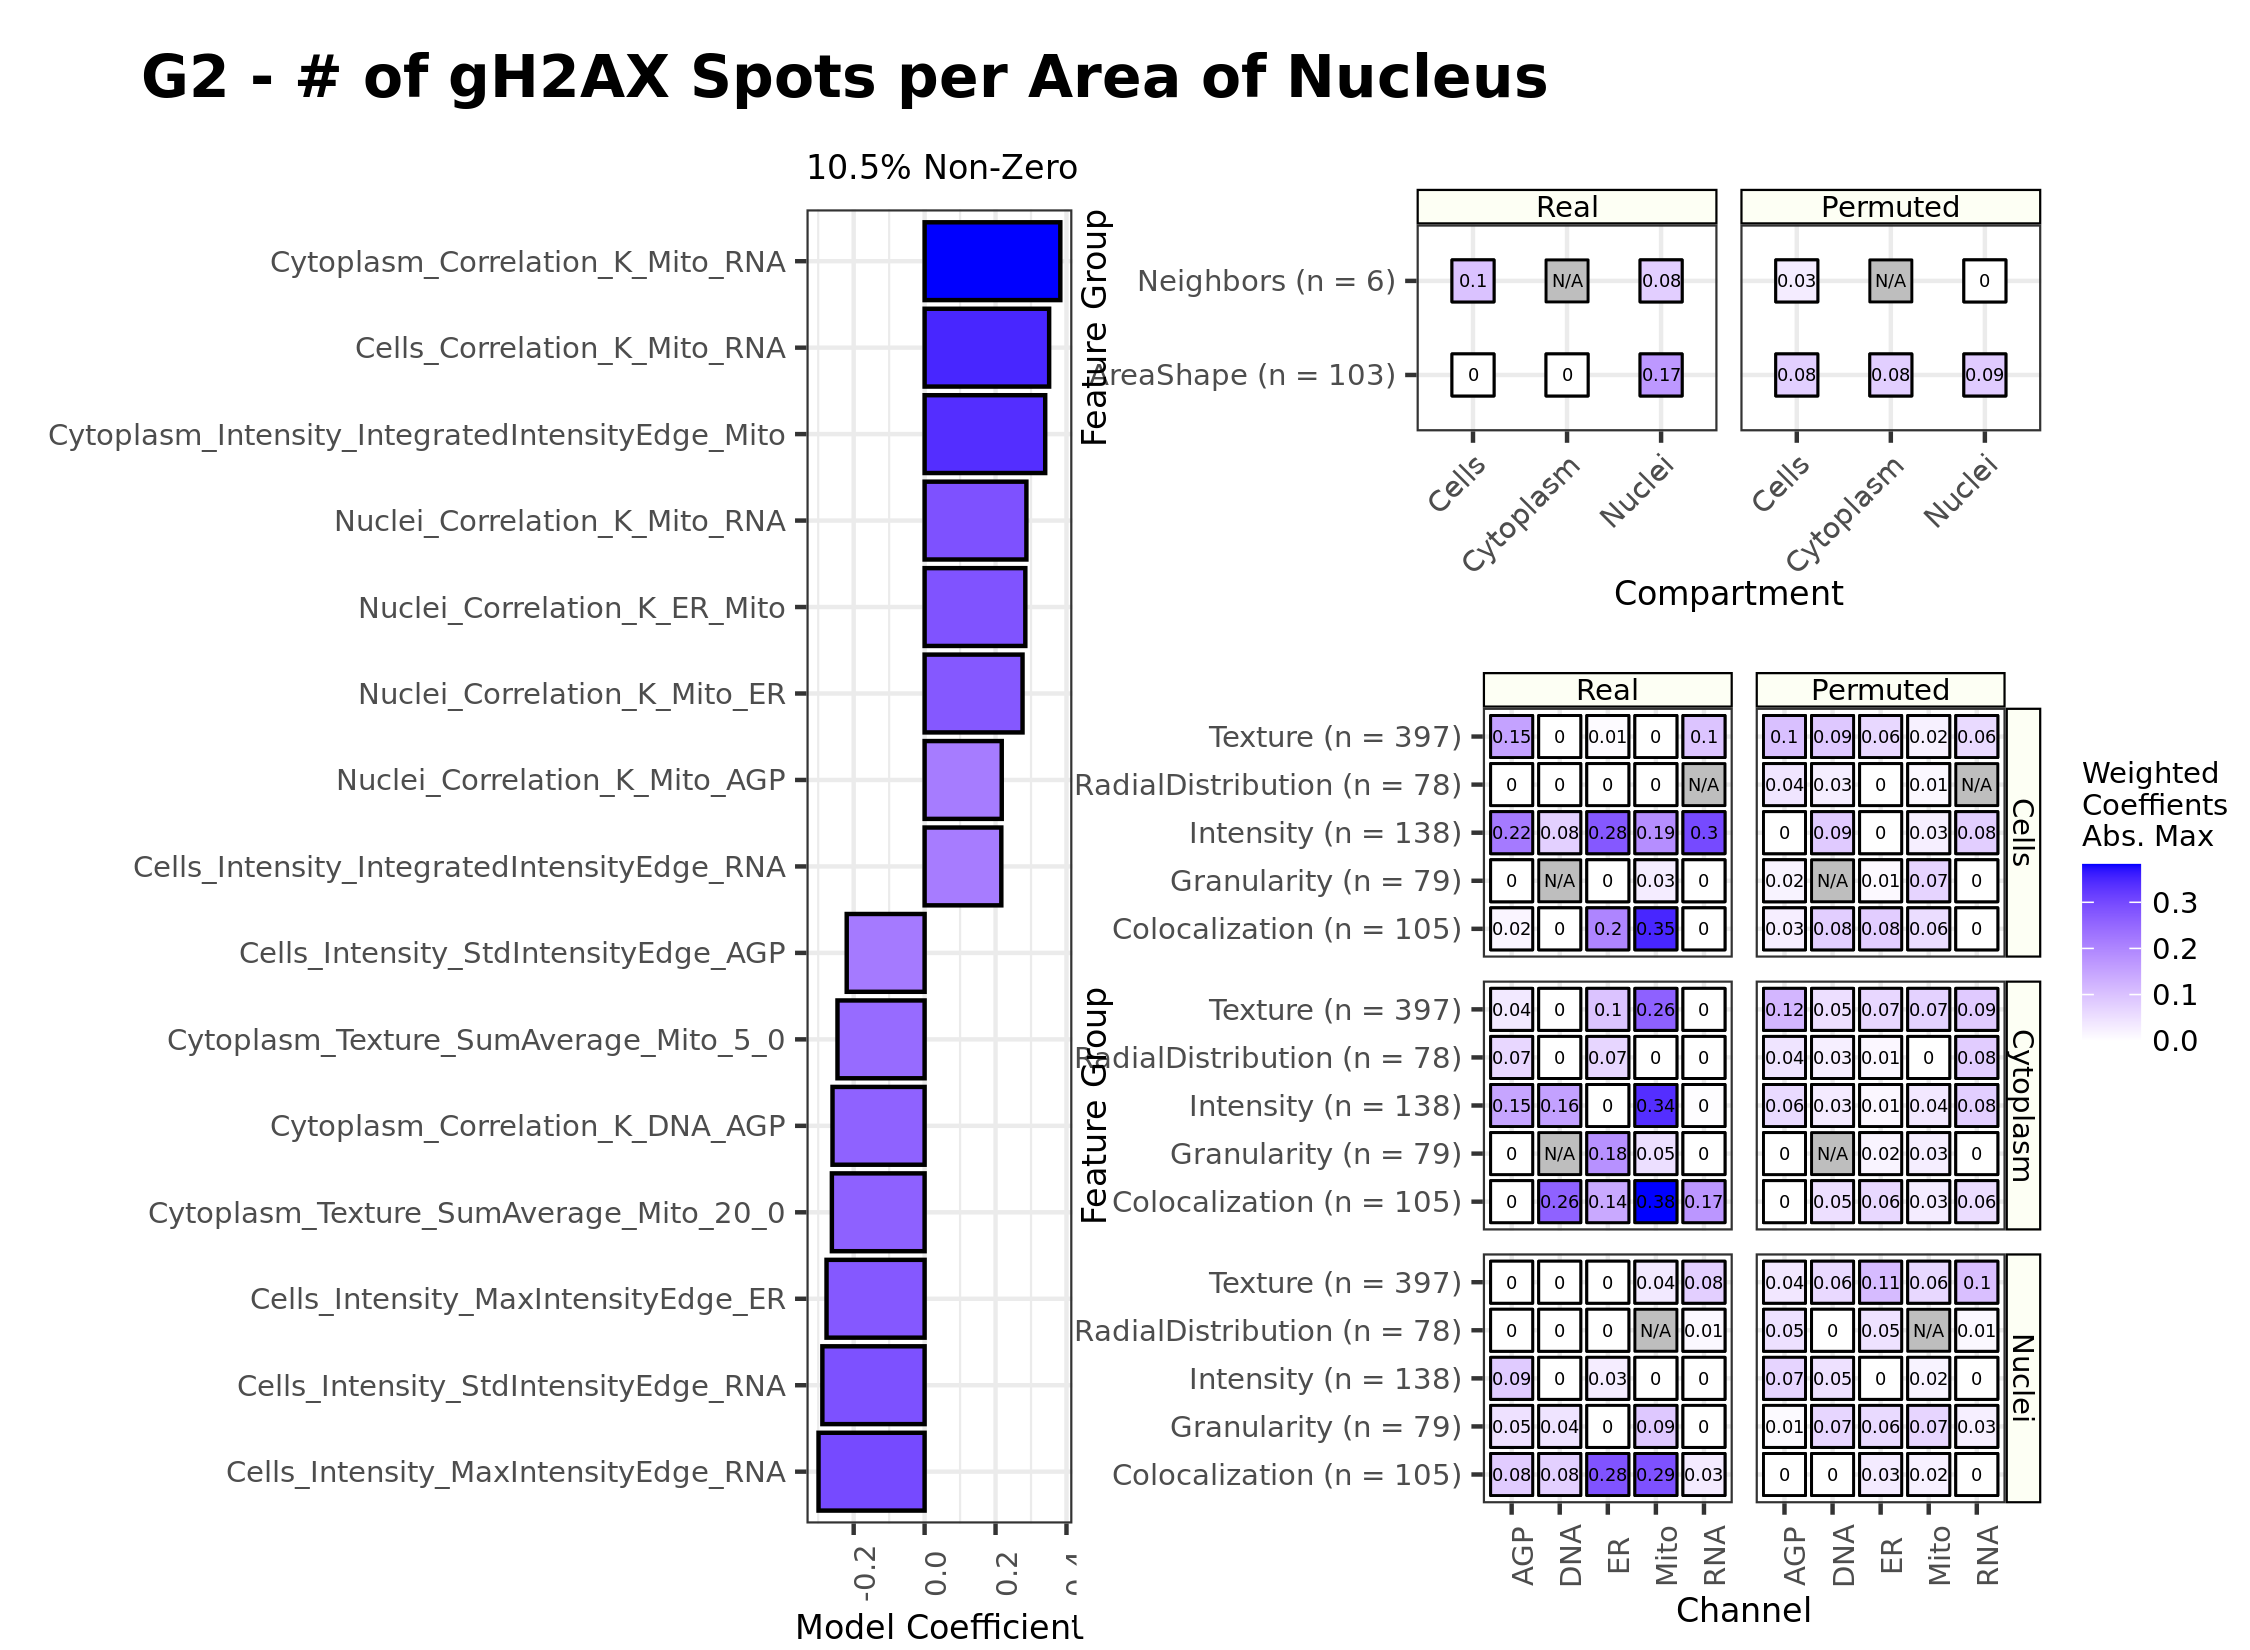 G2 - # of gH2AX Spots per Area of Nucleus
10.5% Non-Zero
Cytoplasm_Correlation_K_Mito_RNA
Cells_Correlation_K_Mito_RNA
Cytoplasm_Intensity_IntegratedIntensityEdge_Mito
Nuclei_Correlation_K_Mito_RNA
Nuclei_Correlation_K_ER_Mito
Nuclei_Correlation_K_Mito_ER
Nuclei_Correlation_K_Mito_AGP
Cells_Intensity_IntegratedIntensityEdge_RNA
Cells_Intensity_StdIntensityEdge_AGP
Cytoplasm_Texture_SumAverage_Mito_5_0
Cytoplasm_Correlation_K_DNA_AGP
Cytoplasm_Texture_SumAverage_Mito_20_0
Cells_Intensity_MaxIntensityEdge_ER
Cells_Intensity_StdIntensityEdge_RNA
Cells_Intensity_MaxIntensityEdge_RNA
-0.2 0.0 0.2
Model Coefficient
Feature Group
Real Permuted
Neighbors (n = 6) 0.1 N/A 0.08 0.03 N/A 0
AreaShape (n = 103) 0 0 0.17 0.08 0.08 0.09
Cells Cytoplasm Nuclei Cells Cytoplasm Nuclei
Compartment
Feature Group
Real Permuted
Texture (n = 397) 0.15 0 0.01 0 0.1 0.1 0.09 0.06 0.02 0.06
RadialDistribution (n = 78) 0 0 0 0 N/A 0.04 0.03 0 0.01 N/A
Intensity (n = 138) 0.22 0.08 0.28 0.19 0.3 0 0.09 0 0.03 0.08
Granularity (n = 79) 0 N/A 0 0.03 0 0.02 N/A 0.01 0.07 0
Colocalization (n = 105) 0.02 0 0.2 0.35 0 0.03 0.08 0.08 0.06 0
Cells
Texture (n = 397) 0.04 0 0.1 0.26 0 0.12 0.05 0.07 0.07 0.09
RadialDistribution (n = 78) 0.07 0 0.07 0 0 0.04 0.03 0.01 0 0.08
Intensity (n = 138) 0.15 0.16 0 0.34 0 0.06 0.03 0.01 0.04 0.08
Granularity (n = 79) 0 N/A 0.18 0.05 0 0 N/A 0.02 0.03 0
Colocalization (n = 105) 0 0.26 0.14 0.38 0.17 0 0.05 0.06 0.03 0.06
Cytoplasm
Texture (n = 397) 0 0 0 0.04 0.08 0.04 0.06 0.11 0.06 0.1
RadialDistribution (n = 78) 0 0 0 N/A 0.01 0.05 0 0.05 N/A 0.01
Intensity (n = 138) 0.09 0 0.03 0 0 0.07 0.05 0 0.02 0
Granularity (n = 79) 0.05 0.04 0 0.09 0 0.01 0.07 0.06 0.07 0.03
Colocalization (n = 105) 0.08 0.08 0.28 0.29 0.03 0 0 0.03 0.02 0
Nuclei
AGP DNA ER Mito RNA AGP DNA ER Mito RNA
Channel
Weighted
Coeffients
Abs. Max
0.3
0.2
0.1
0.0